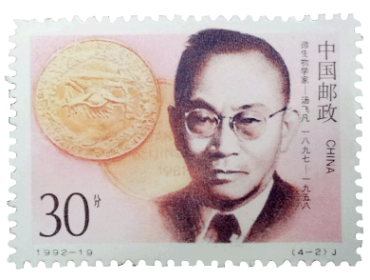 中国邮政
CHINA
微生物学家—汤飞凡 一八九七—一九五八
30分
1992-19
(4-2) J